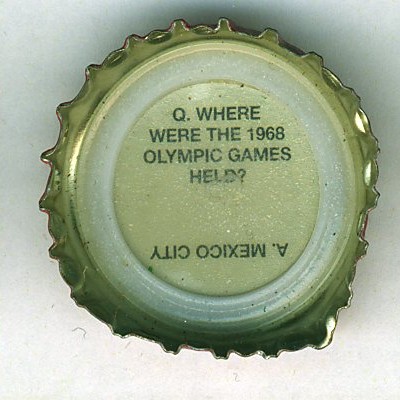 Q. WHERE
WERE THE 1968
OLYMPIC GAMES
HELD?
A. MEXICO CITY